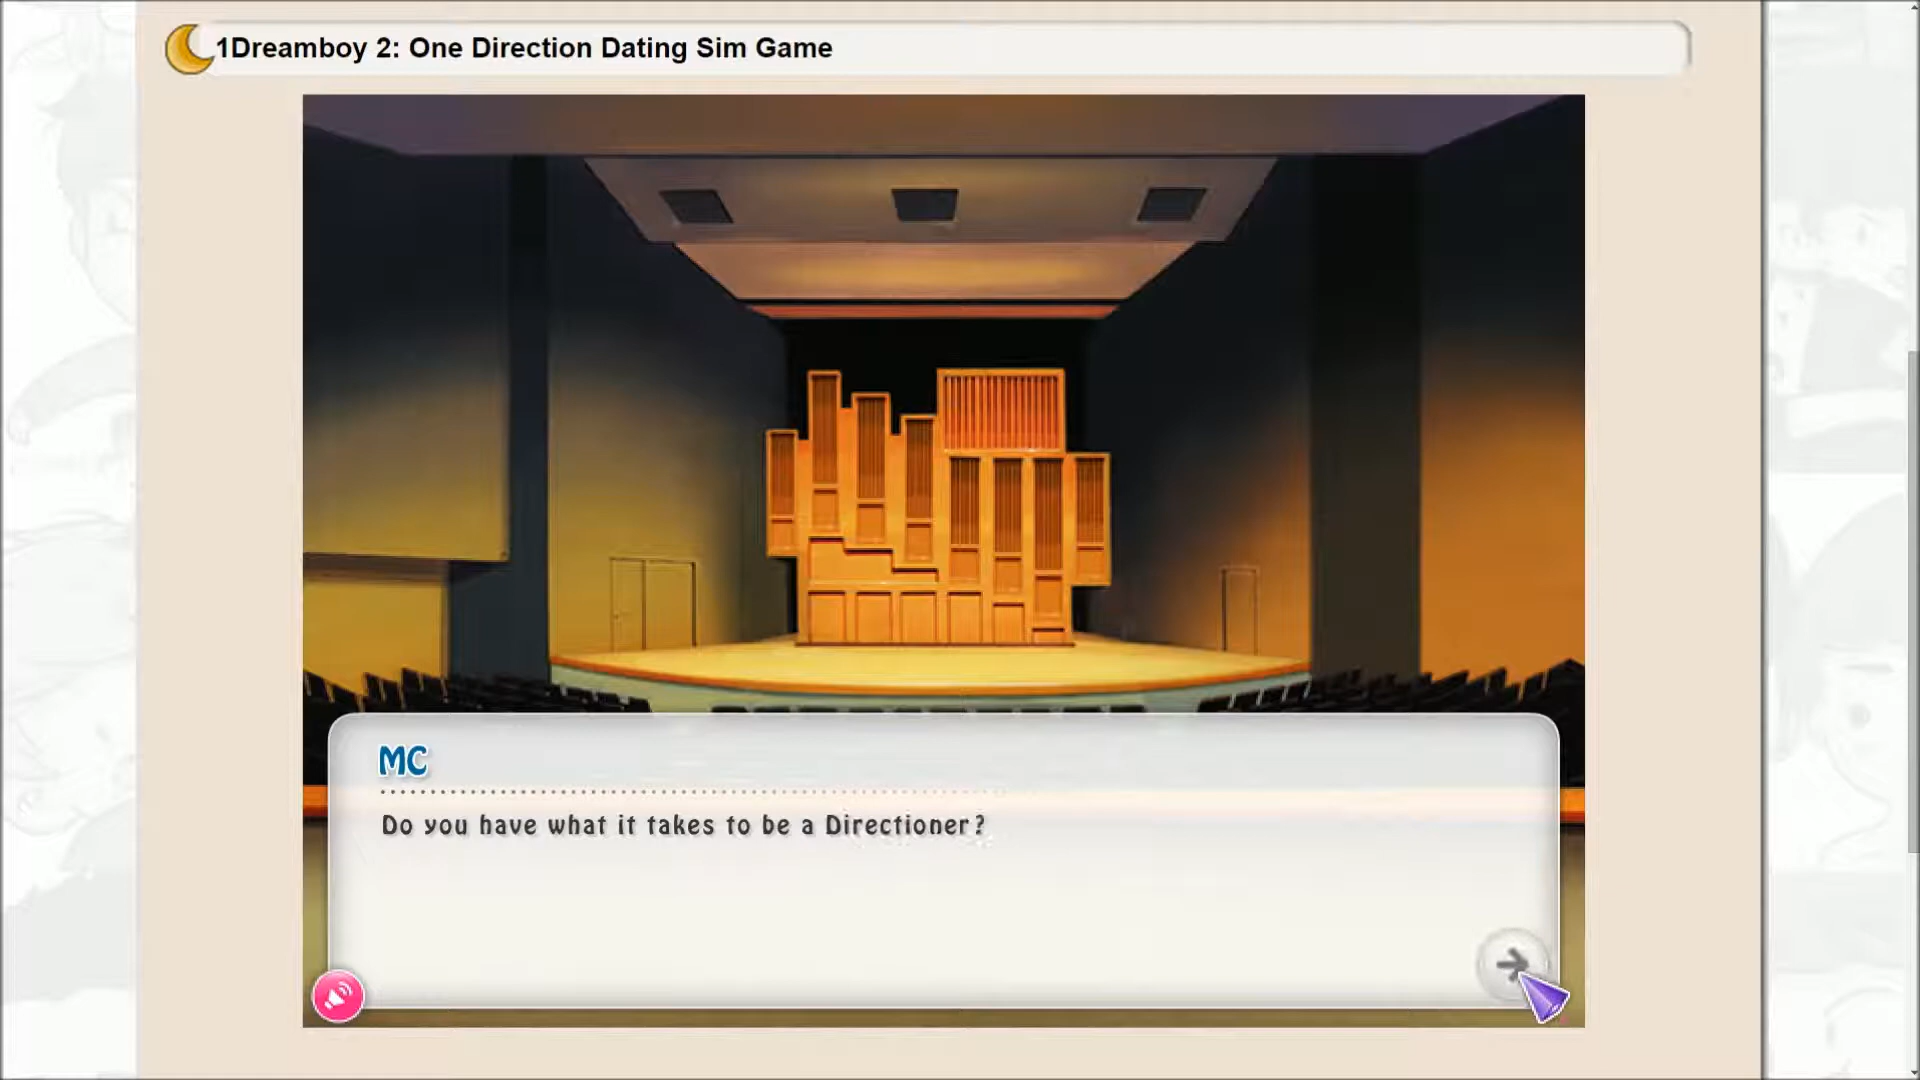 1Dreamboy 2: One Direction Dating Sim Game
MC
Do you have what it takes to be a Directioner?